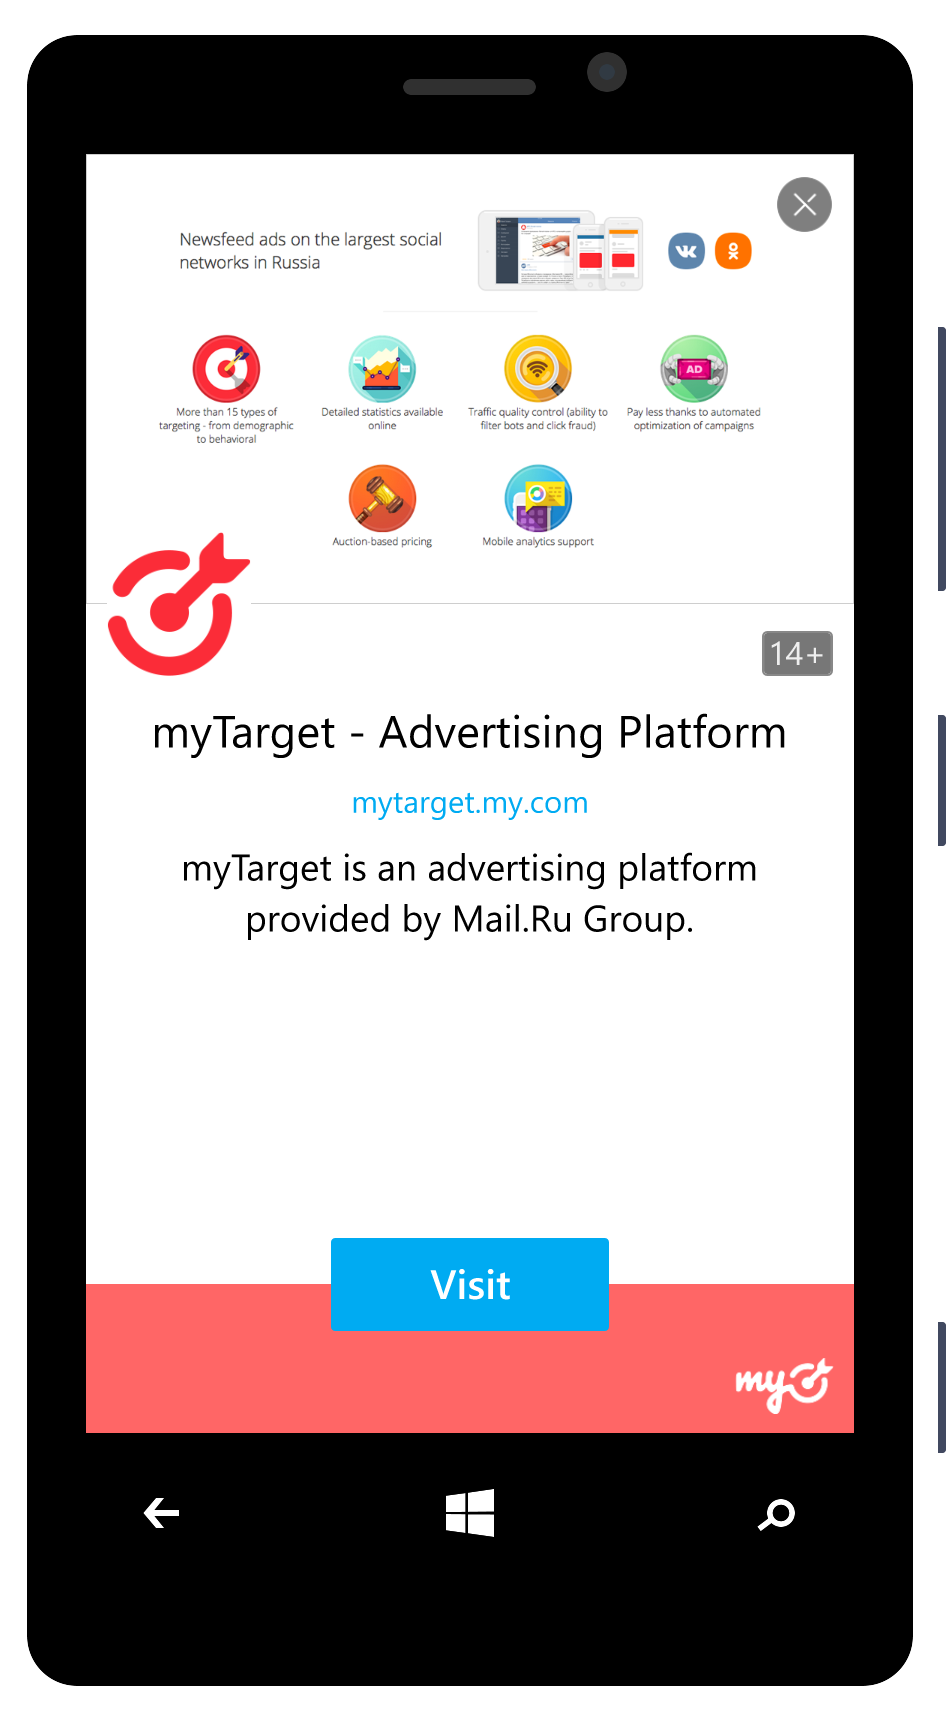 Newsfeed ads on the largest social
networks in Russia
More than 15 types of
targeting - from demographic
to behavioral
Detailed statistics available
online
Traffic quality control (ability to
filter bots and click fraud)
AD
Pay less thanks to automated
optimization of campaigns
Auction-based pricing
Mobile analytics support
14+
myTarget - Advertising Platform
mytarget.my.com
myTarget is an advertising platform
provided by Mail.Ru Group.
Visit
my